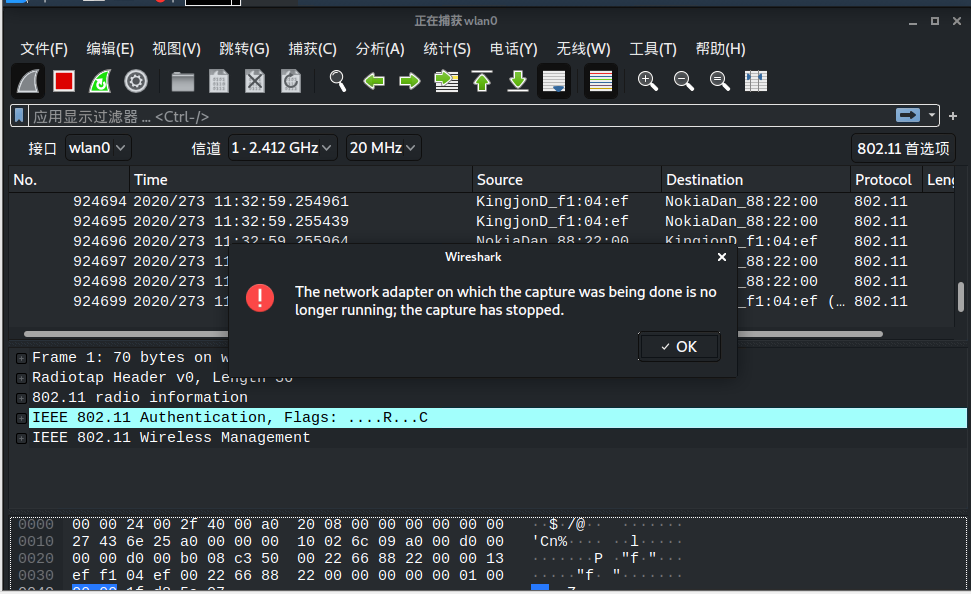 正在捕获 wlan0
文件(F) 编辑(E) 视图(V) 跳转(G) 捕获(C) 分析(A) 统计(S) 电话(Y) 无线(W) 工具(T) 帮助(H)
应用显示过滤器 … <Ctrl-/>
接口 wlan0 信道 1 · 2.412 GHz 20 MHz 802.11 首选项
No. Time Source Destination Protocol Leng
924694 2020/273 11:32:59.254961 KingjonD_f1:04:ef NokiaDan_88:22:00 802.11
924695 2020/273 11:32:59.255439 KingjonD_f1:04:ef NokiaDan_88:22:00 802.11
924696 2020/273 11:32:59.255964 NokiaDan_88:22:00 KingjonD_f1:04:ef 802.11
924697 2020/273 1 _88:22:00 802.11
924698 2020/273 1 _88:22:00 802.11
924699 2020/273 1 _f1:04:ef (… 802.11
Wireshark
The network adapter on which the capture was being done is no
longer running; the capture has stopped.
OK
Frame 1: 70 bytes on w
Radiotap Header v0, Length 36
802.11 radio information
IEEE 802.11 Authentication, Flags: ....R...C
IEEE 802.11 Wireless Management
0000 00 00 24 00 2f 40 00 a0 20 08 00 00 00 00 00 00 ··$·/@·· ·······
0010 27 43 6e 25 a0 00 00 00 10 02 6c 09 a0 00 d0 00 'Cn%···· ··l·····
0020 00 00 d0 00 b0 08 c3 50 00 22 66 88 22 00 00 13 ·······P ·"f·"···
0030 ef f1 04 ef 00 22 66 88 22 00 00 00 00 00 01 00 ·····"f· "·······